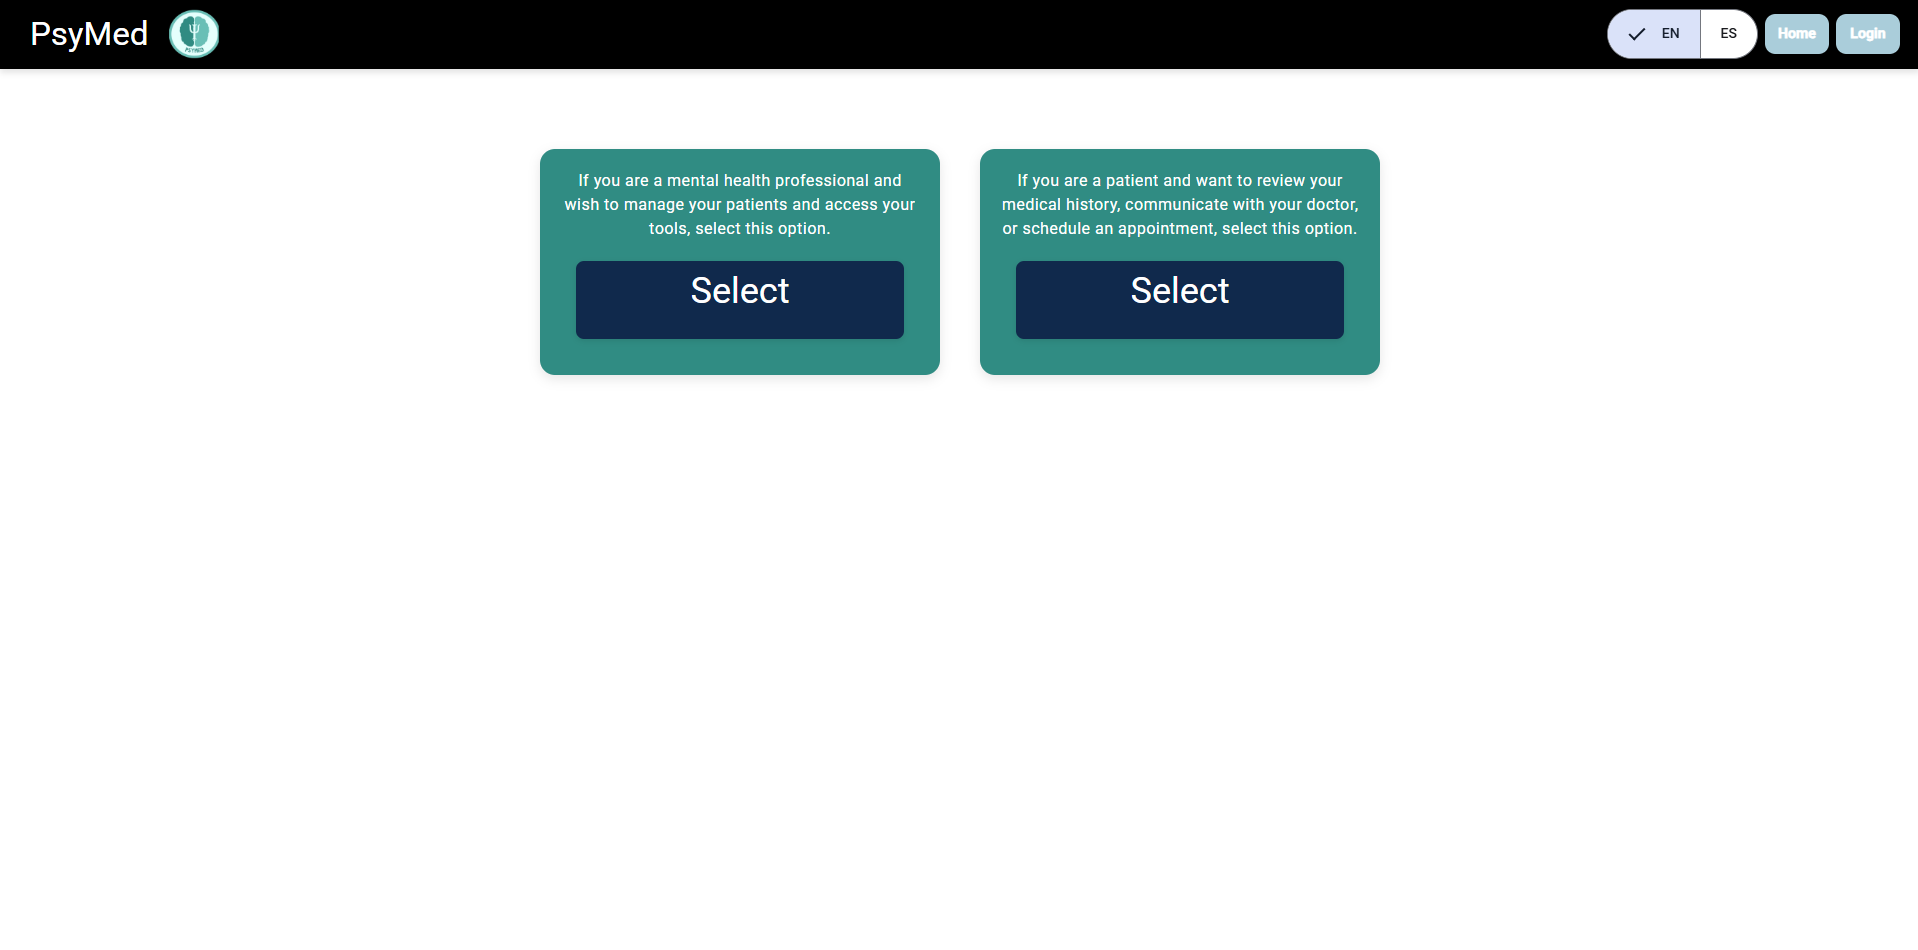 PsyMed
PSYMED
EN
ES
Home
Login
If you are a mental health professional and
wish to manage your patients and access your
tools, select this option.
Select
If you are a patient and want to review your
medical history, communicate with your doctor,
or schedule an appointment, select this option.
Select